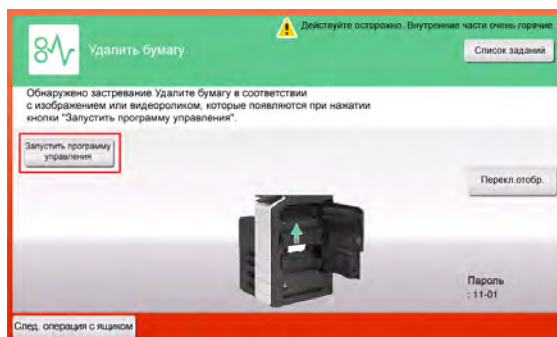 Действуйте осторожно. Внутренние части очень горячие
Удалить бумагу
Список заданий
Обнаружено застревание Удалите бумагу в соответствии
с изображением или видеороликом, которые появляются при нажатии
кнопки "Запустить программу управления".
Запустить программу
управления
Перекл.отобр.
Пароль
: 11-01
След. операция с ящиком